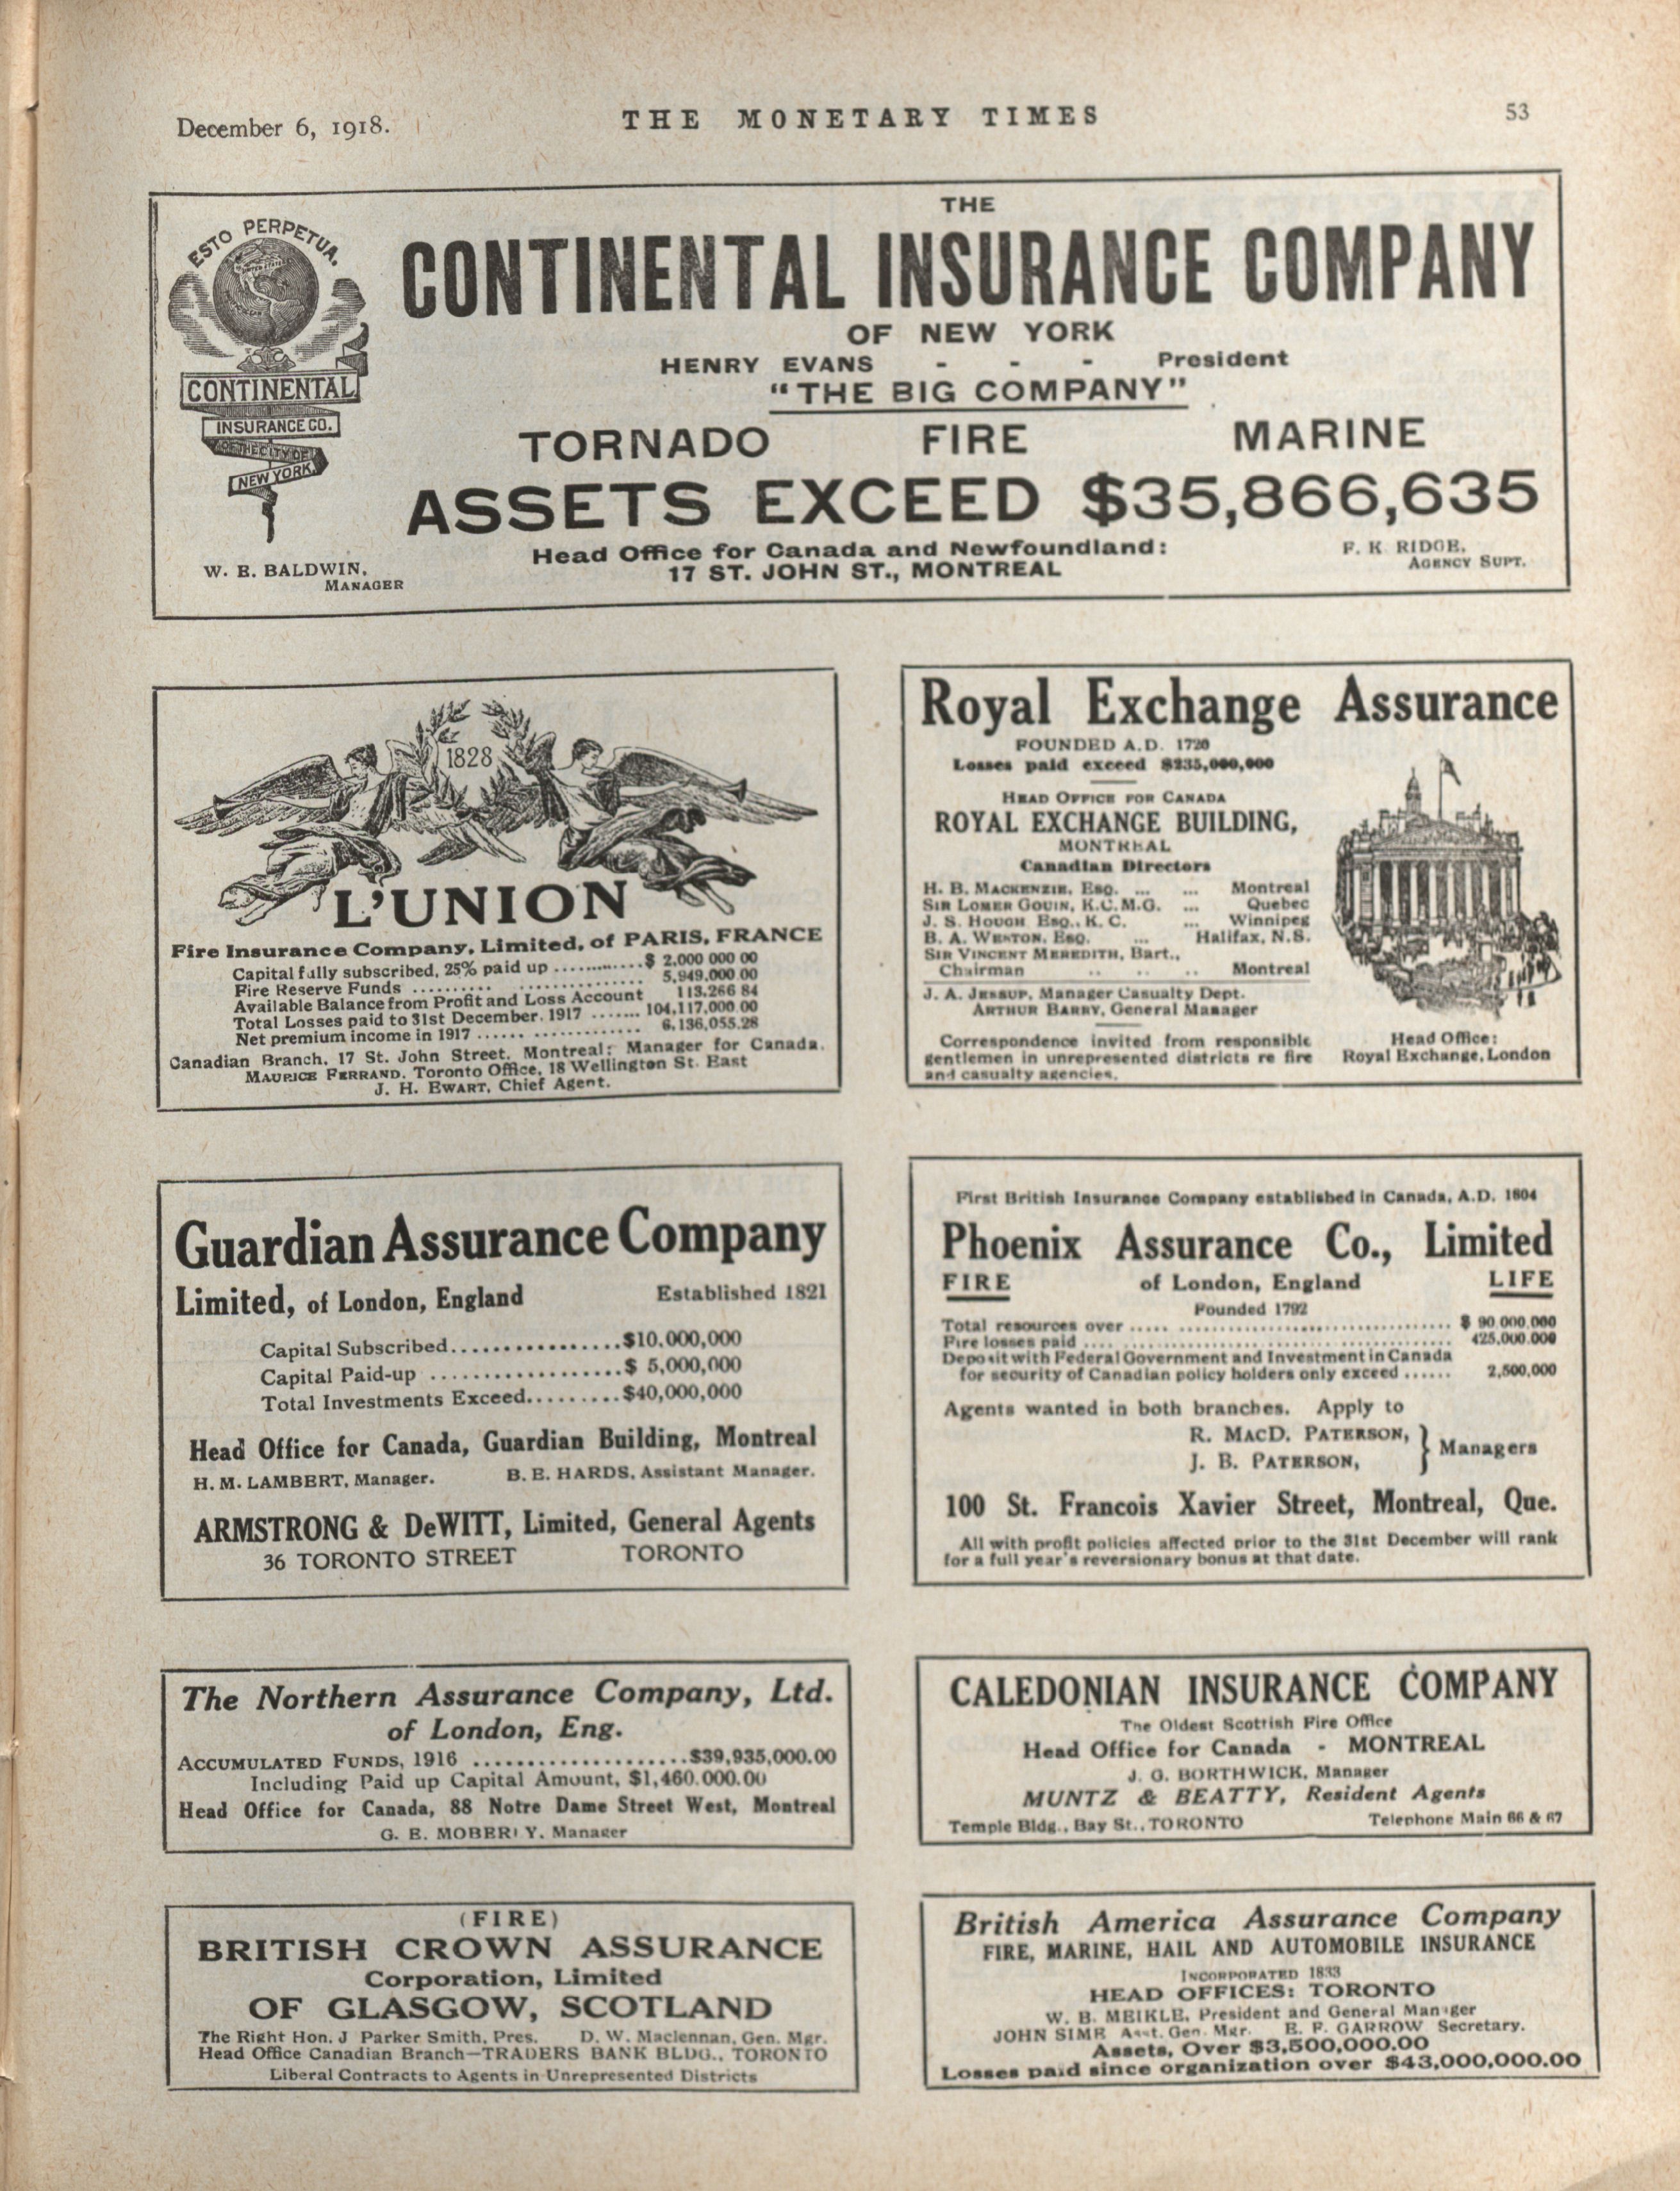 December 6, 1918.
THE MONETARY TIMES
53
ESTO PERPETUA.
CONTINENTAL
INSURANCE CO.
OF THE CITY OF
NEW YORK
W. E. BALDWIN,
MANAGER
THE
CONTINENTAL INSURANCE COMPANY
OF NEW YORK
HENRY EVANS - - - President
"THE BIG COMPANY"
TORNADO FIRE MARINE
ASSETS EXCEED $35,866,635
Head Office for Canada and Newfoundland:
17 ST. JOHN ST., MONTREAL
F. K. RIDGE,
AGENCY SUPT.
1828
L'UNION
Fire Insurance Company, Limited, of PARIS, FRANCE
Capital fully subscribed, 25% paid up ............ $ 2,000 000 00
Fire Reserve Funds .......... ............... 5,949,000.00
Available Balance from Profit and Loss Account 113,266 84
Total Losses paid to 31st December, 1917 ....... 104,117,000.00
Net premium income in 1917 ...... ............. 6,136,055.28
Canadian Branch, 17 St. John Street, Montreal; Manager for Canada,
MAURICE FERRAND. Toronto Office, 18 Wellington St. East
J. H. EWART, Chief Agent.
Royal Exchange Assurance
FOUNDED A.D. 1720
Losses paid exceed $235,000,000
HEAD OFFICE FOR CANADA
ROYAL EXCHANGE BUILDING,
MONTREAL
Canadian Directors
H. B. MACKENZIE, ESQ. ... ... Montreal
SIR LOMER GOUIN, K.C.M.G. ... Quebec
J. S. HOUGH ESQ., K. C. ... Winnipeg
B. A. WESTON, ESQ. ... Halifax, N.S.
SIR VINCENT MEREDITH, Bart.,
Chairman .. .. .. Montreal
J. A. JESSUP, Manager Casualty Dept.
ARTHUR BARRY, General Manager
Correspondence invited from responsible
gentlemen in unrepresented districts re fire
and casualty agencies.
Head Office:
Royal Exchange, London
Guardian Assurance Company
Limited, of London, England Established 1821
Capital Subscribed................$10,000,000
Capital Paid-up ..................$ 5,000,000
Total Investments Exceed.........$40,000,000
Head Office for Canada, Guardian Building, Montreal
H. M. LAMBERT, Manager. B. E. HARDS, Assistant Manager.
ARMSTRONG & DeWITT, Limited, General Agents
36 TORONTO STREET TORONTO
First British Insurance Company established in Canada, A.D. 1804
Phoenix Assurance Co., Limited
FIRE of London, England LIFE
Founded 1792
Total resources over ..... ................................. $ 90 000,000
Fire losses paid .... ........................................ 425,000 000
Deposit with Federal Government and Investment in Canada
for security of Canadian policy holders only exceed ...... 2,500,000
Agents wanted in both branches. Apply to
R. MACD. PATERSON,
J. B. PATERSON, } Managers
100 St. Francois Xavier Street, Montreal, Que.
All with profit policies affected prior to the 31st December will rank
for a full year's reversionary bonus at that date.
The Northern Assurance Company, Ltd.
of London, Eng.
ACCUMULATED FUNDS, 1916 .....................$39,935,000.00
Including Paid up Capital Amount, $1,460.000.00
Head Office for Canada, 88 Notre Dame Street West, Montreal
G. E. MOBERLY, Manager
CALEDONIAN INSURANCE COMPANY
The Oldest Scottish Fire Office
Head Office for Canada - MONTREAL
J. G. BORTHWICK, Manager
MUNTZ & BEATTY, Resident Agents
Temple Bldg., Bay St., TORONTO Telephone Main 66 & 67
(FIRE)
BRITISH CROWN ASSURANCE
Corporation, Limited
OF GLASGOW, SCOTLAND
The Right Hon. J Parker Smith, Pres. D. W. Maclennan, Gen. Mgr.
Head Office Canadian Branch—TRADERS BANK BLDG., TORONTO
Liberal Contracts to Agents in Unrepresented Districts
British America Assurance Company
FIRE, MARINE, HAIL AND AUTOMOBILE INSURANCE
INCORPORATED 1833
HEAD OFFICES: TORONTO
W. B. MEIKLE, President and General Manager
JOHN SIME Asst. Gen. Mgr. E. F. GARROW Secretary.
Assets, Over $3,500,000.00
Losses paid since organization over $43,000,000.00